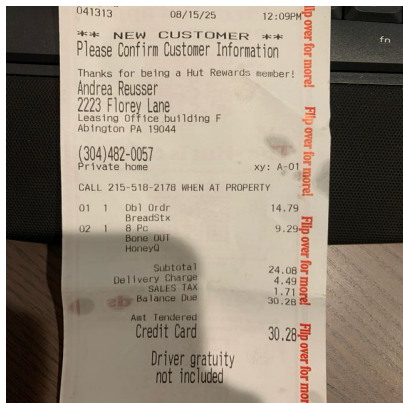 041313 08/15/25 12:09PM
** NEW CUSTOMER **
Please Confirm Customer Information
Thanks for being a Hut Rewards member!
Andrea Reusser
2223 Florey Lane
Leasing Office building F
Abington PA 19044
(304)482-0057
Private home xy: A-01
CALL 215-518-2178 WHEN AT PROPERTY
01 1 Dbl Ordr 14.79
BreadStx
02 1 8 Pc 9.29
Bone OUT
HoneyQ
Subtotal 24.08
Delivery Charge 4.49
SALES TAX 1.71
Balance Due 30.28
Amt Tendered
Credit Card 30.28
Driver gratuity
not included
flip over for more!
Flip over for more!
Flip over for more!
Flip over for mor
fn